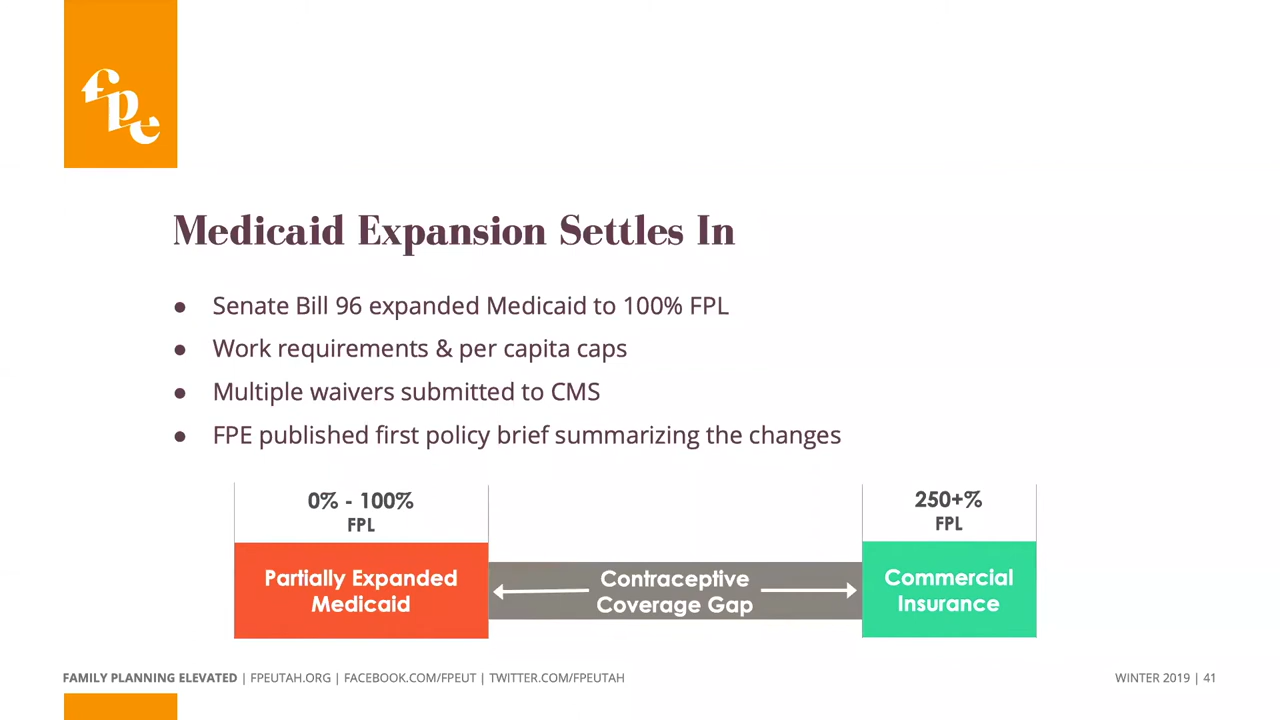 fpe
Medicaid Expansion Settles In
● Senate Bill 96 expanded Medicaid to 100% FPL
● Work requirements & per capita caps
● Multiple waivers submitted to CMS
● FPE published first policy brief summarizing the changes
0% - 100%
FPL
250+%
FPL
Partially Expanded
Medicaid
Contraceptive
Coverage Gap
Commercial
Insurance
FAMILY PLANNING ELEVATED | FPEUTAH.ORG | FACEBOOK.COM/FPEUT | TWITTER.COM/FPEUTAH
WINTER 2019 | 41